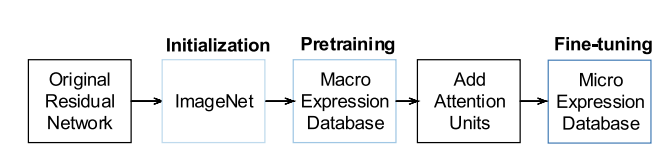 Initialization
Pretraining
Fine-tuning
Original
Residual
Network
ImageNet
Macro
Expression
Database
Add
Attention
Units
Micro
Expression
Database